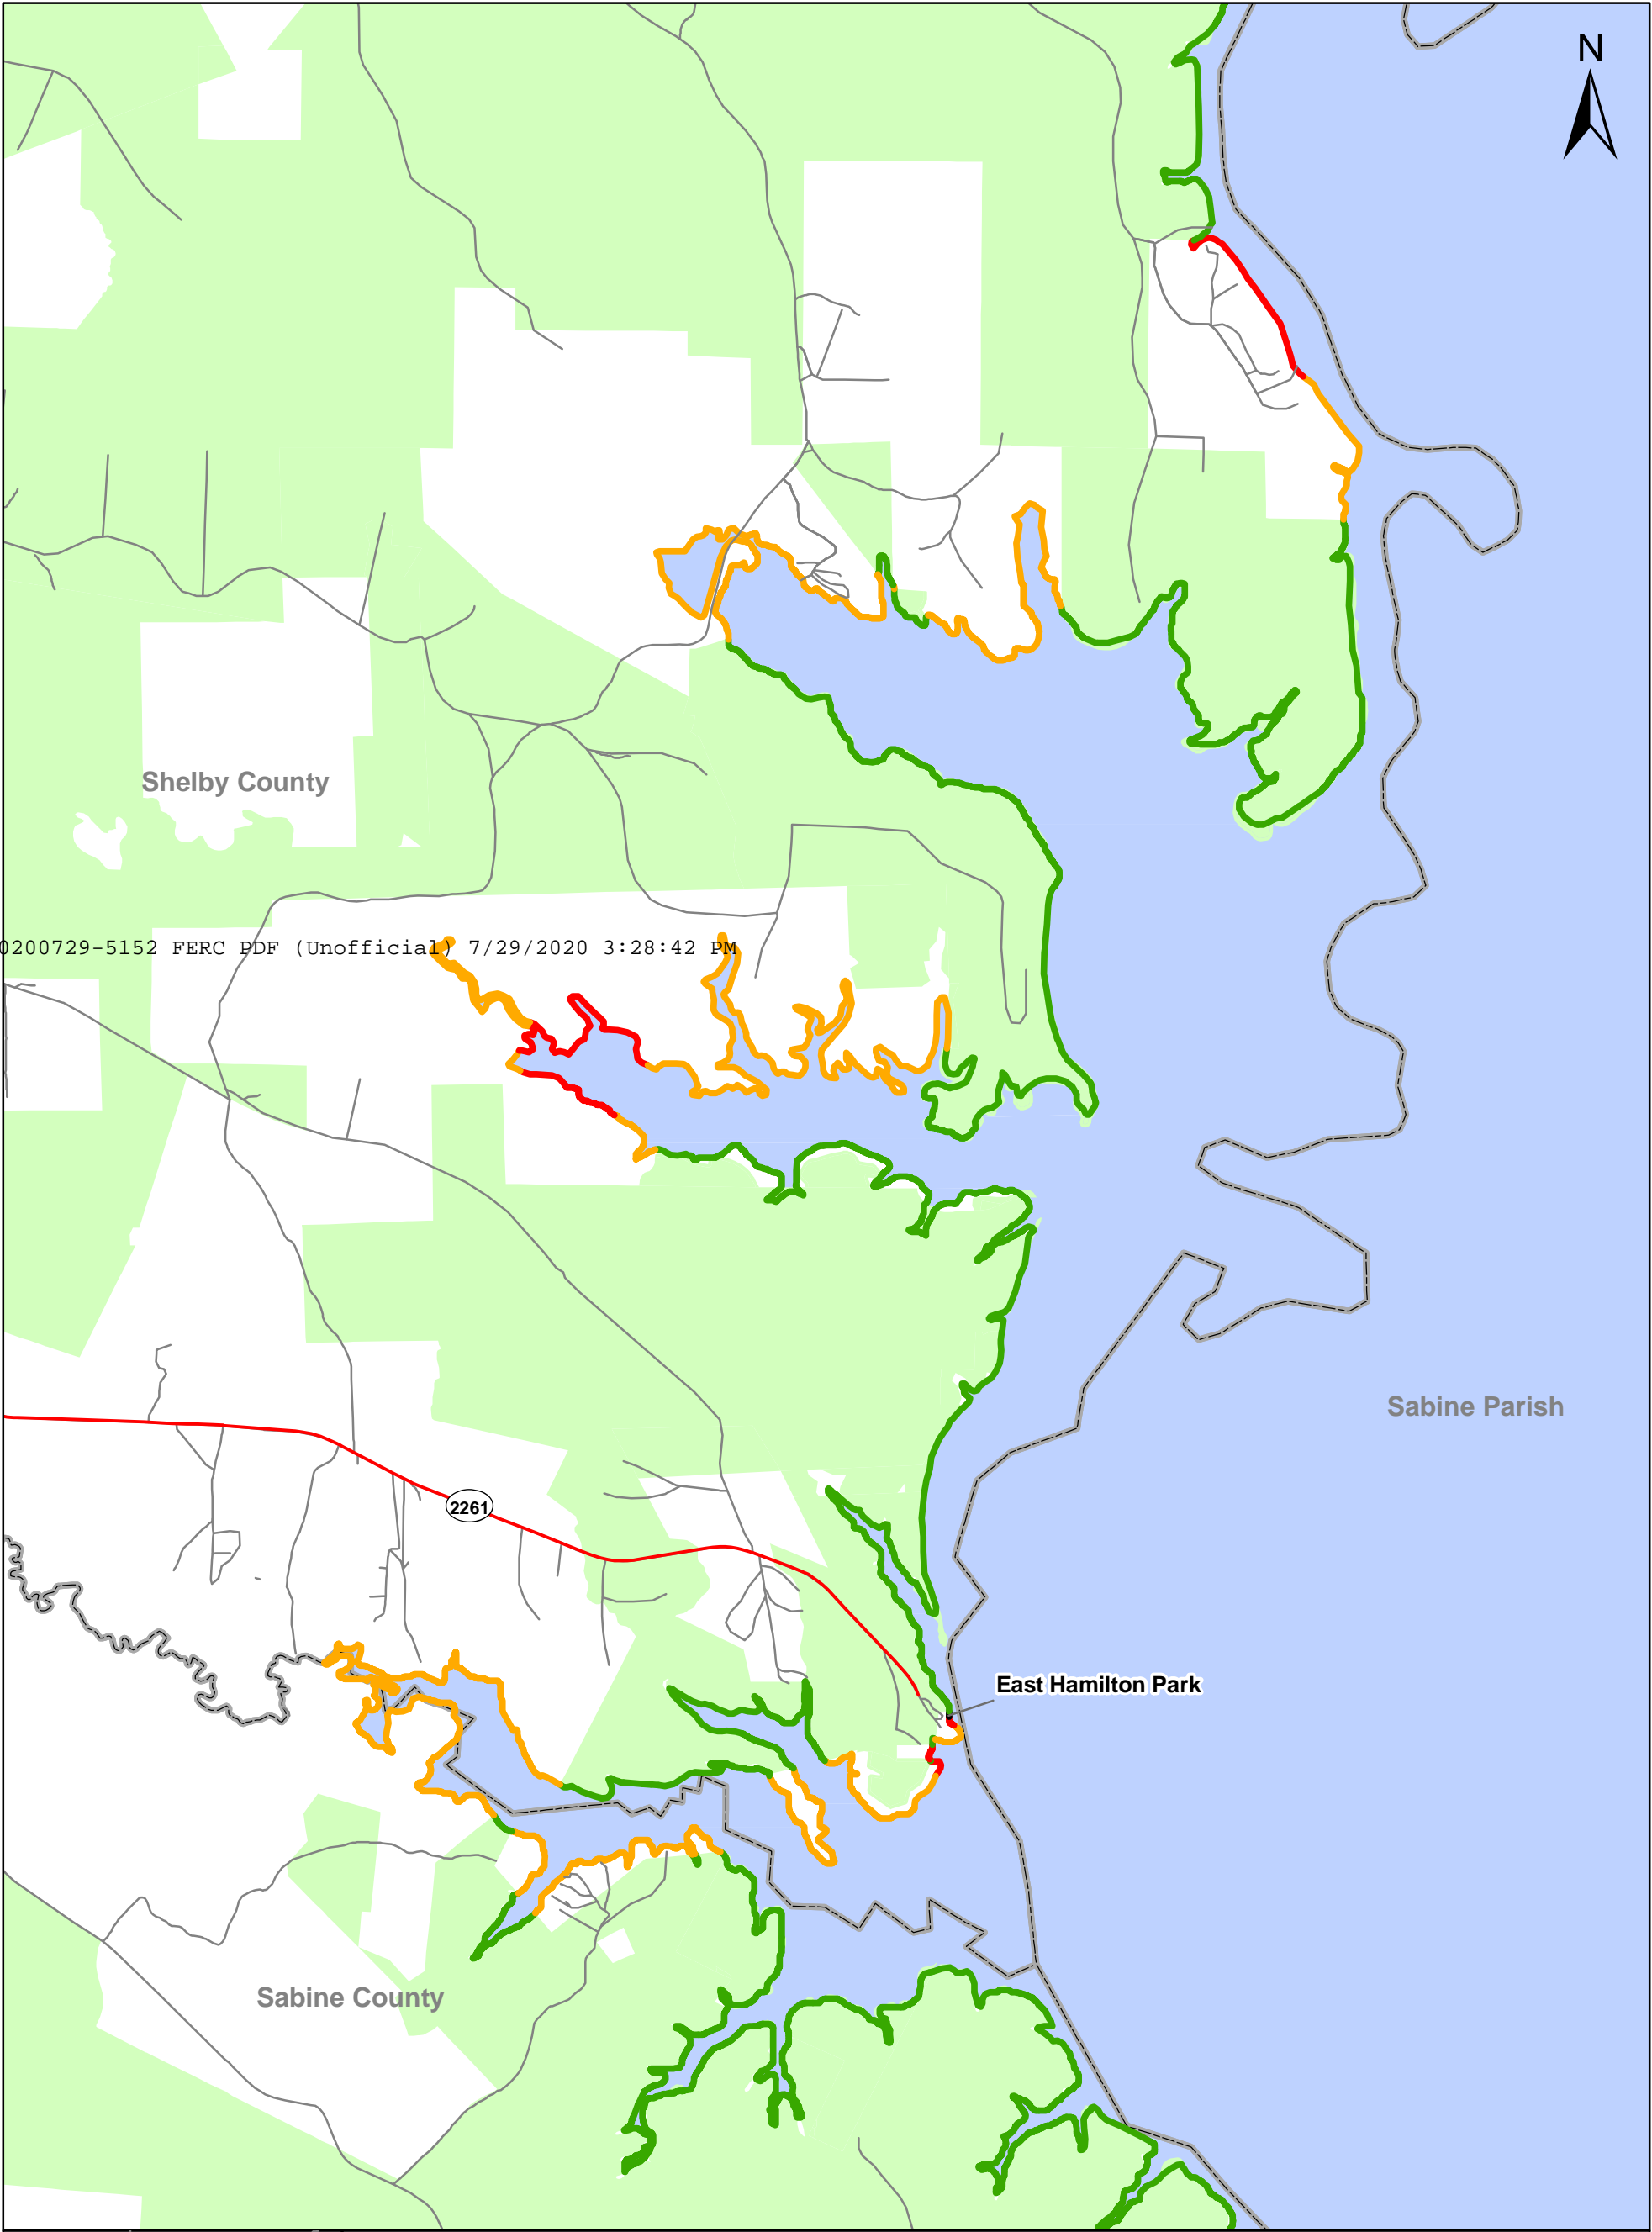 N
Shelby County
0200729-5152 FERC PDF (Unofficial) 7/29/2020 3:28:42 PM
Sabine Parish
2261
East Hamilton Park
Sabine County